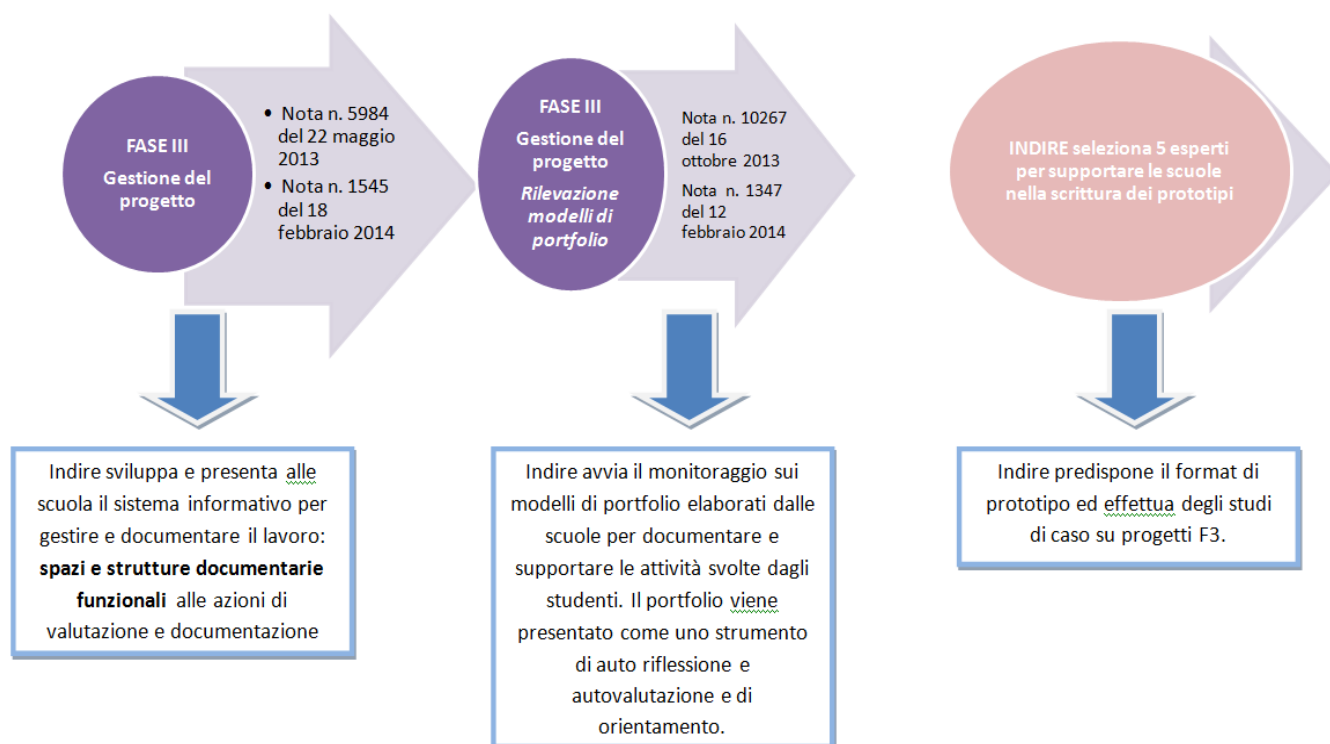 FASE III
Gestione del
progetto
• Nota n. 5984
del 22 maggio
2013
• Nota n. 1545
del 18
febbraio 2014
FASE III
Gestione del
progetto
Rilevazione
modelli di
portfolio
Nota n. 10267
del 16
ottobre 2013
Nota n. 1347
del 12
febbraio 2014
INDIRE seleziona 5 esperti
per supportare le scuole
nella scrittura dei prototipi
Indire sviluppa e presenta alle
scuola il sistema informativo per
gestire e documentare il lavoro:
spazi e strutture documentarie
funzionali alle azioni di
valutazione e documentazione
Indire avvia il monitoraggio sui
modelli di portfolio elaborati dalle
scuole per documentare e
supportare le attività svolte dagli
studenti. Il portfolio viene
presentato come uno strumento
di auto riflessione e
autovalutazione e di
orientamento.
Indire predispone il format di
prototipo ed effettua degli studi
di caso su progetti F3.